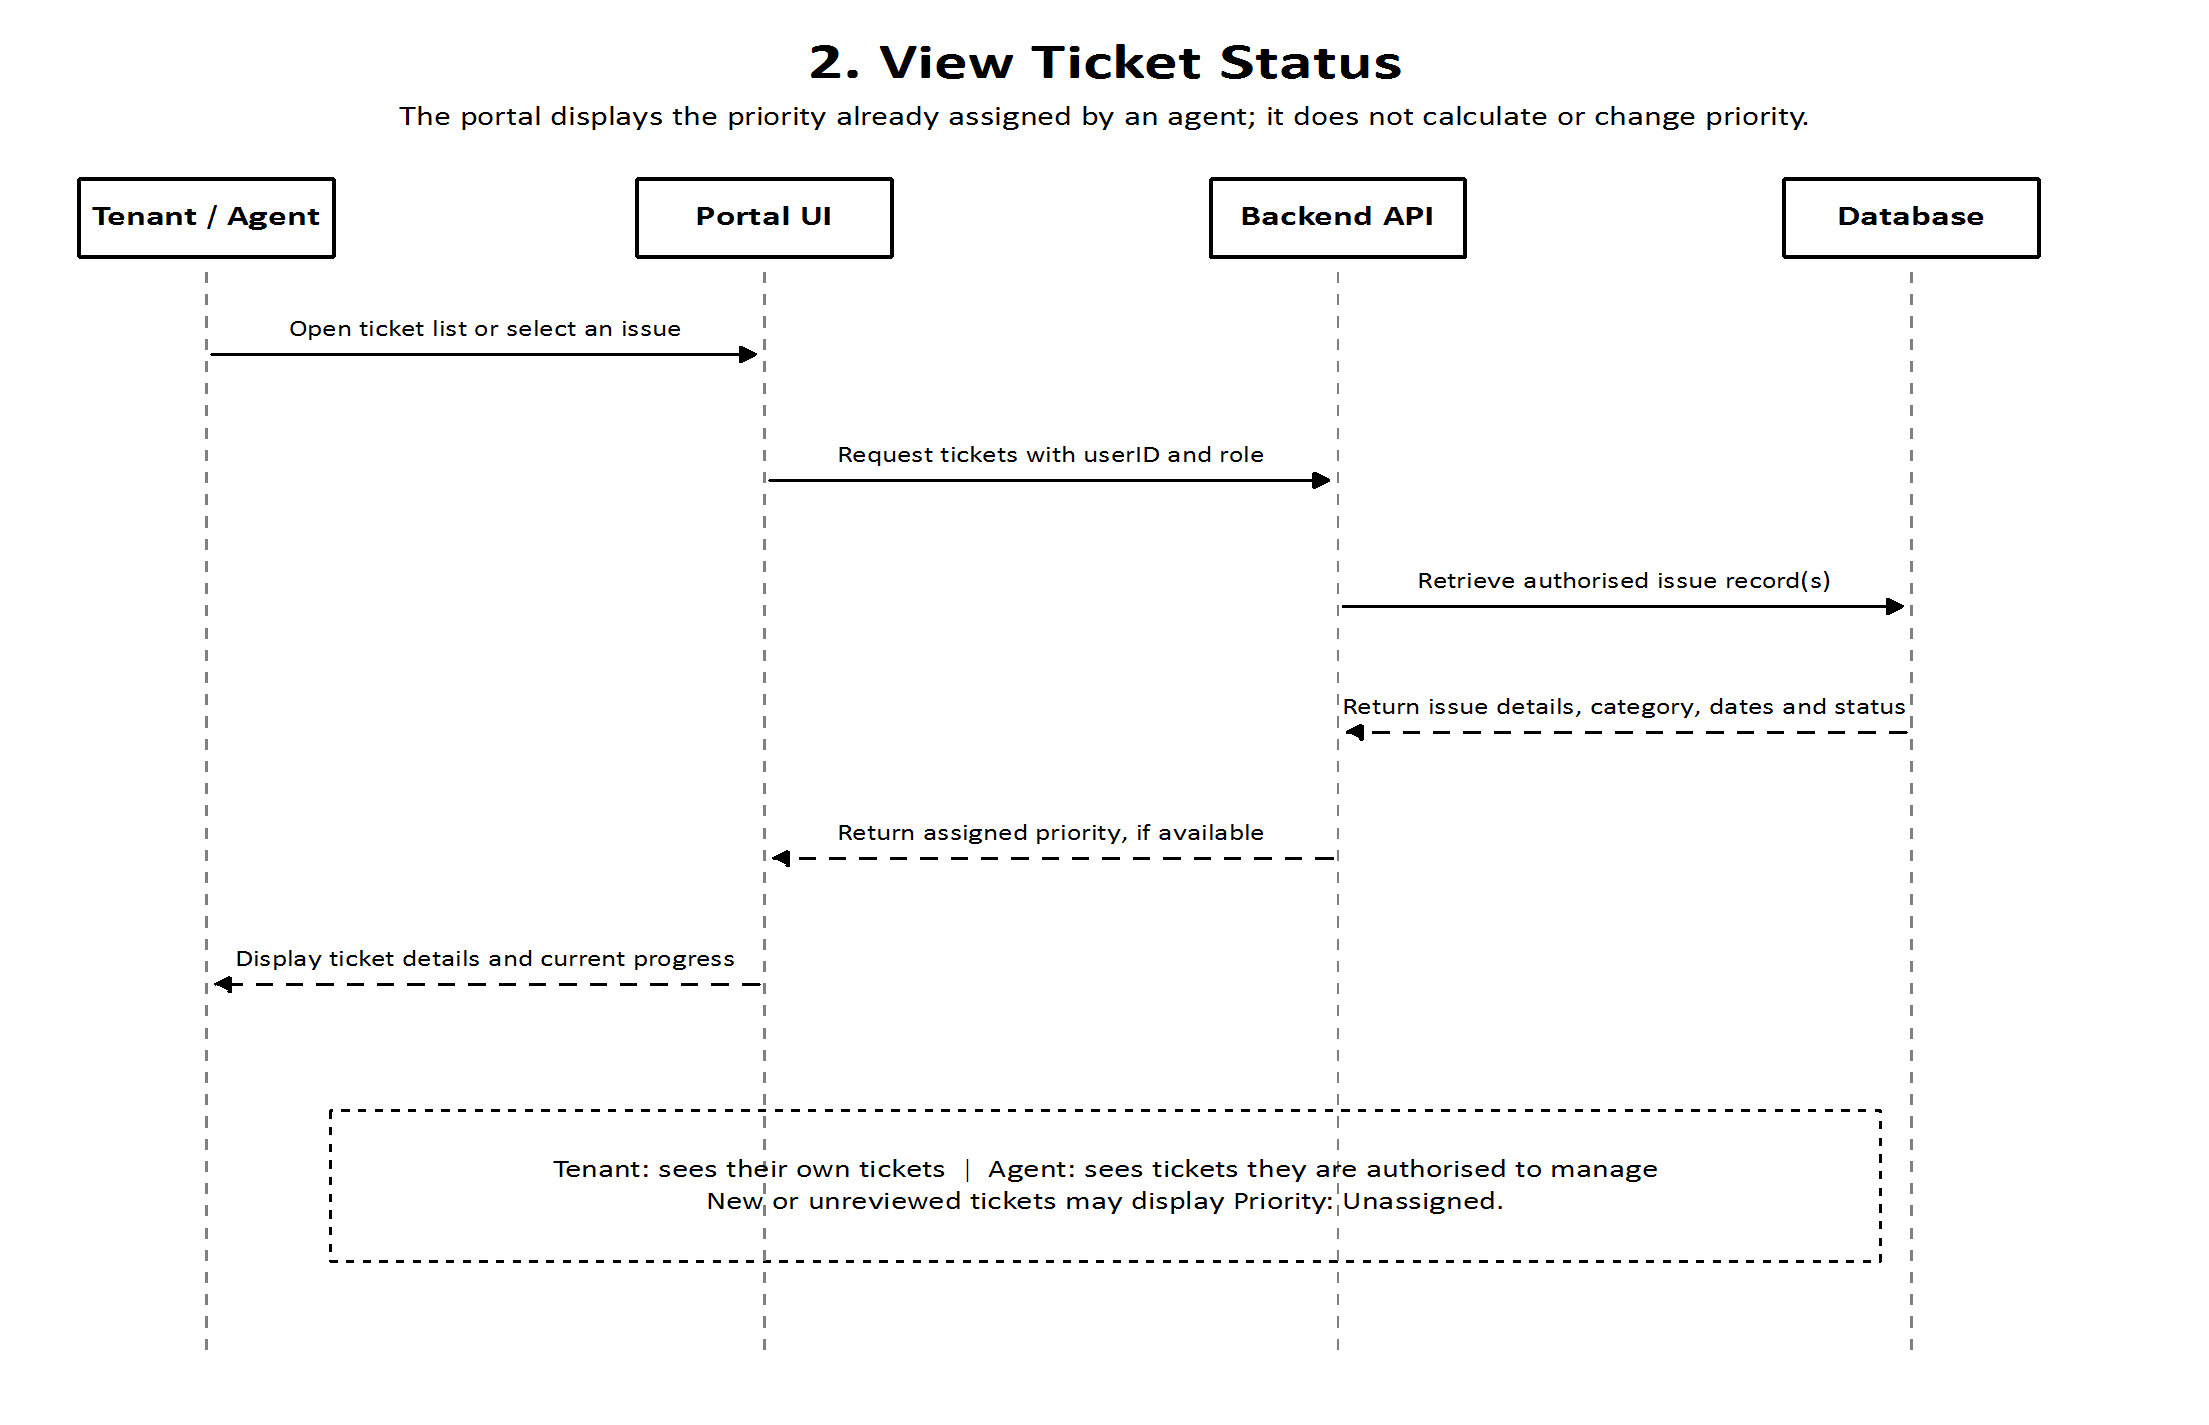 2. View Ticket Status
The portal displays the priority already assigned by an agent; it does not calculate or change priority.
Tenant / Agent
Portal UI
Backend API
Database
Open ticket list or select an issue
Request tickets with userID and role
Retrieve authorised issue record(s)
Return issue details, category, dates and status
Return assigned priority, if available
Display ticket details and current progress
Tenant: sees their own tickets | Agent: sees tickets they are authorised to manage
New or unreviewed tickets may display Priority: Unassigned.